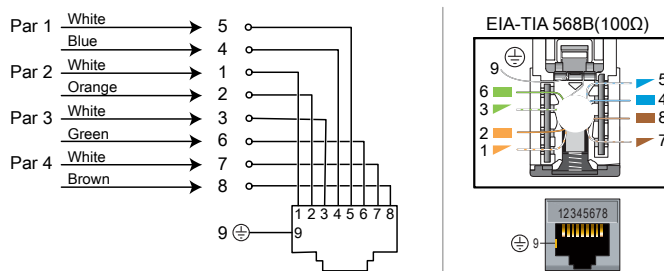 Par 1 White 5
Blue 4
Par 2 White 1
Orange 2
Par 3 White 3
Green 6
Par 4 White 7
Brown 8
1 2 3 4 5 6 7 8
9 9
EIA-TIA 568B(100Ω)
9 5
6 4
3 8
2 7
1
12345678
9